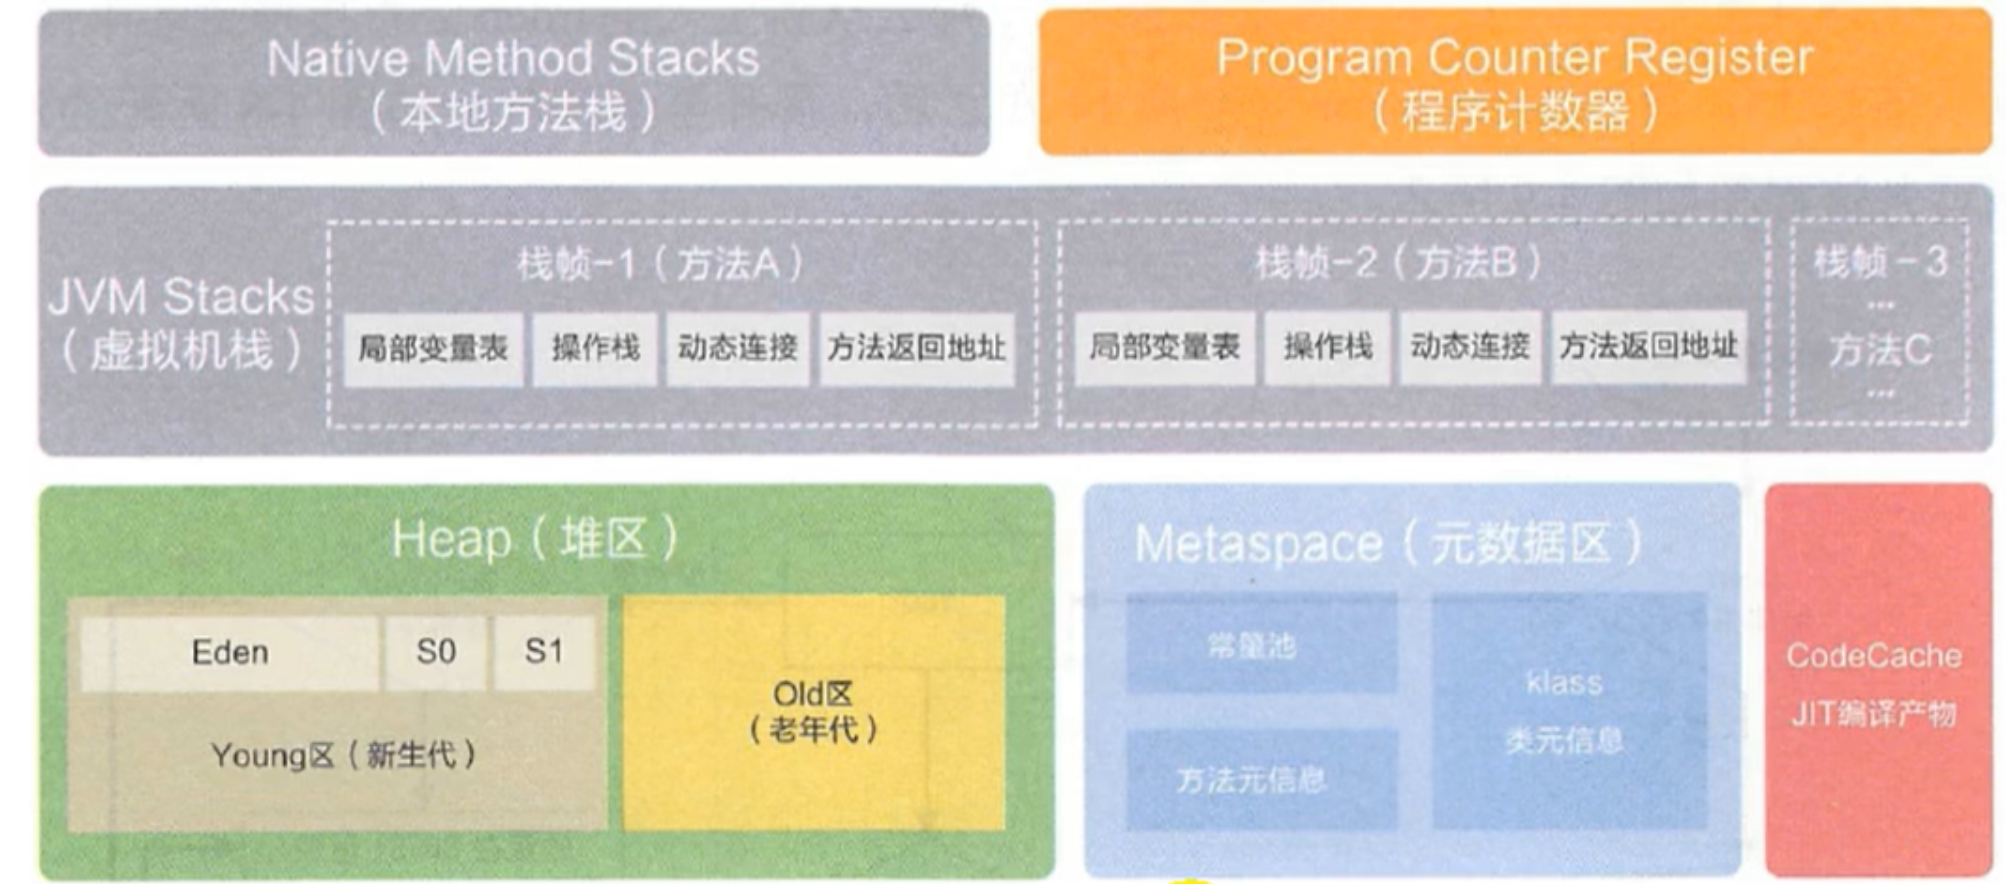 Native Method Stacks
（本地方法栈）
Program Counter Register
（程序计数器）
JVM Stacks
（虚拟机栈）
栈帧-1（方法A）
局部变量表
操作栈
动态连接
方法返回地址
栈帧-2（方法B）
局部变量表
操作栈
动态连接
方法返回地址
栈帧-3
...
方法C
...
Heap（堆区）
Eden
S0
S1
Young区（新生代）
Old区
（老年代）
Metaspace（元数据区）
常量池
方法元信息
klass
类元信息
CodeCache
JIT编译产物